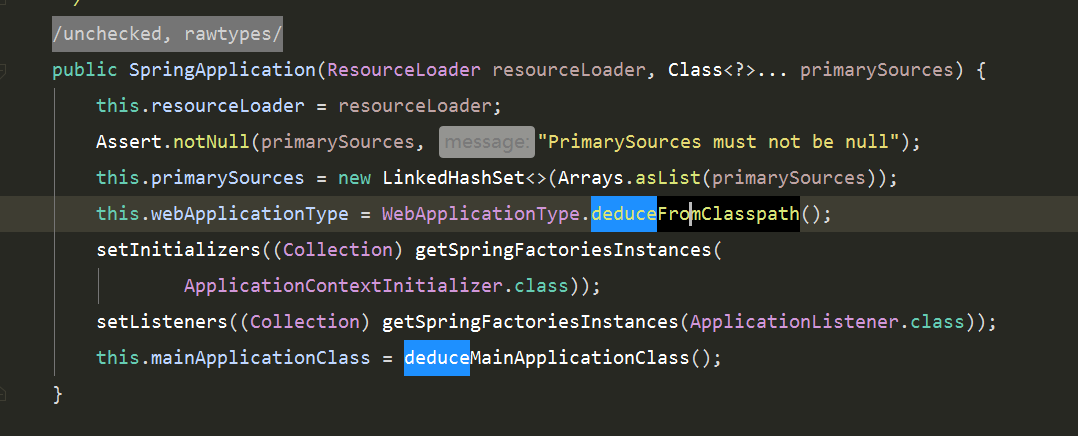 /
/unchecked, rawtypes/
public SpringApplication(ResourceLoader resourceLoader, Class<?>... primarySources) {
this.resourceLoader = resourceLoader;
Assert.notNull(primarySources, message: "PrimarySources must not be null");
this.primarySources = new LinkedHashSet<>(Arrays.asList(primarySources));
this.webApplicationType = WebApplicationType.deduceFromClasspath();
setInitializers((Collection) getSpringFactoriesInstances(
ApplicationContextInitializer.class));
setListeners((Collection) getSpringFactoriesInstances(ApplicationListener.class));
this.mainApplicationClass = deduceMainApplicationClass();
}